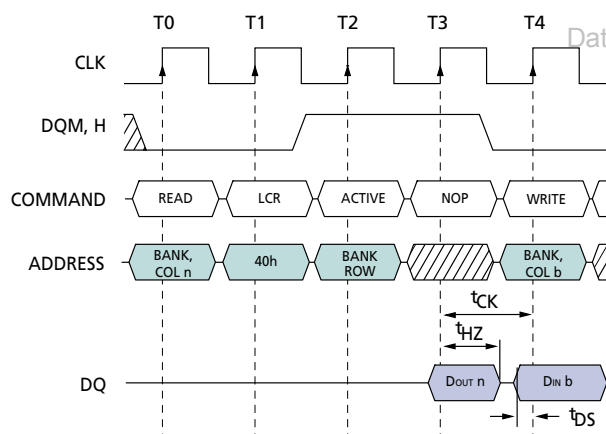 T0 T1 T2 T3 T4
Dat
CLK
DQM, H
COMMAND READ LCR ACTIVE NOP WRITE
ADDRESS BANK, COL n 40h BANK ROW BANK, COL b
tCK
tHZ
DQ DOUT n DIN b
tDS